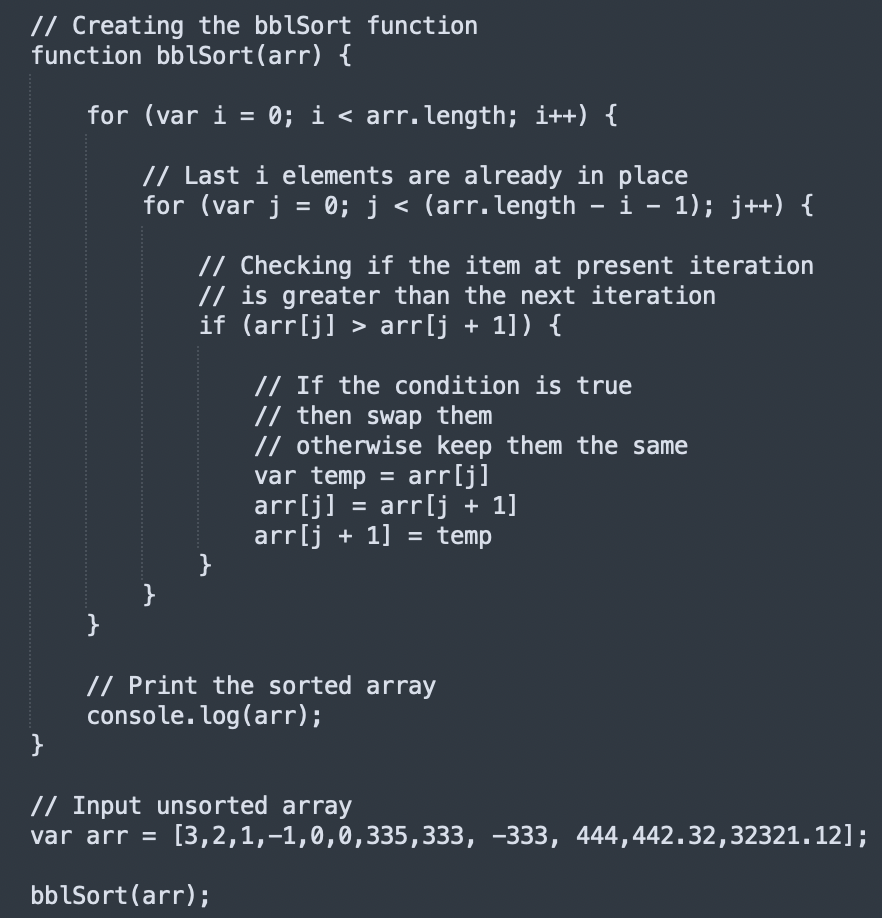 // Creating the bblSort function
function bblSort(arr) {
    for (var i = 0; i < arr.length; i++) {
        // Last i elements are already in place
        for (var j = 0; j < (arr.length - i - 1); j++) {
            // Checking if the item at present iteration
            // is greater than the next iteration
            if (arr[j] > arr[j + 1]) {
                // If the condition is true
                // then swap them
                // otherwise keep them the same
                var temp = arr[j]
                arr[j] = arr[j + 1]
                arr[j + 1] = temp
            }
        }
    }
    // Print the sorted array
    console.log(arr);
}
// Input unsorted array
var arr = [3,2,1,-1,0,0,335,333, -333, 444,442.32,32321.12];
bblSort(arr);